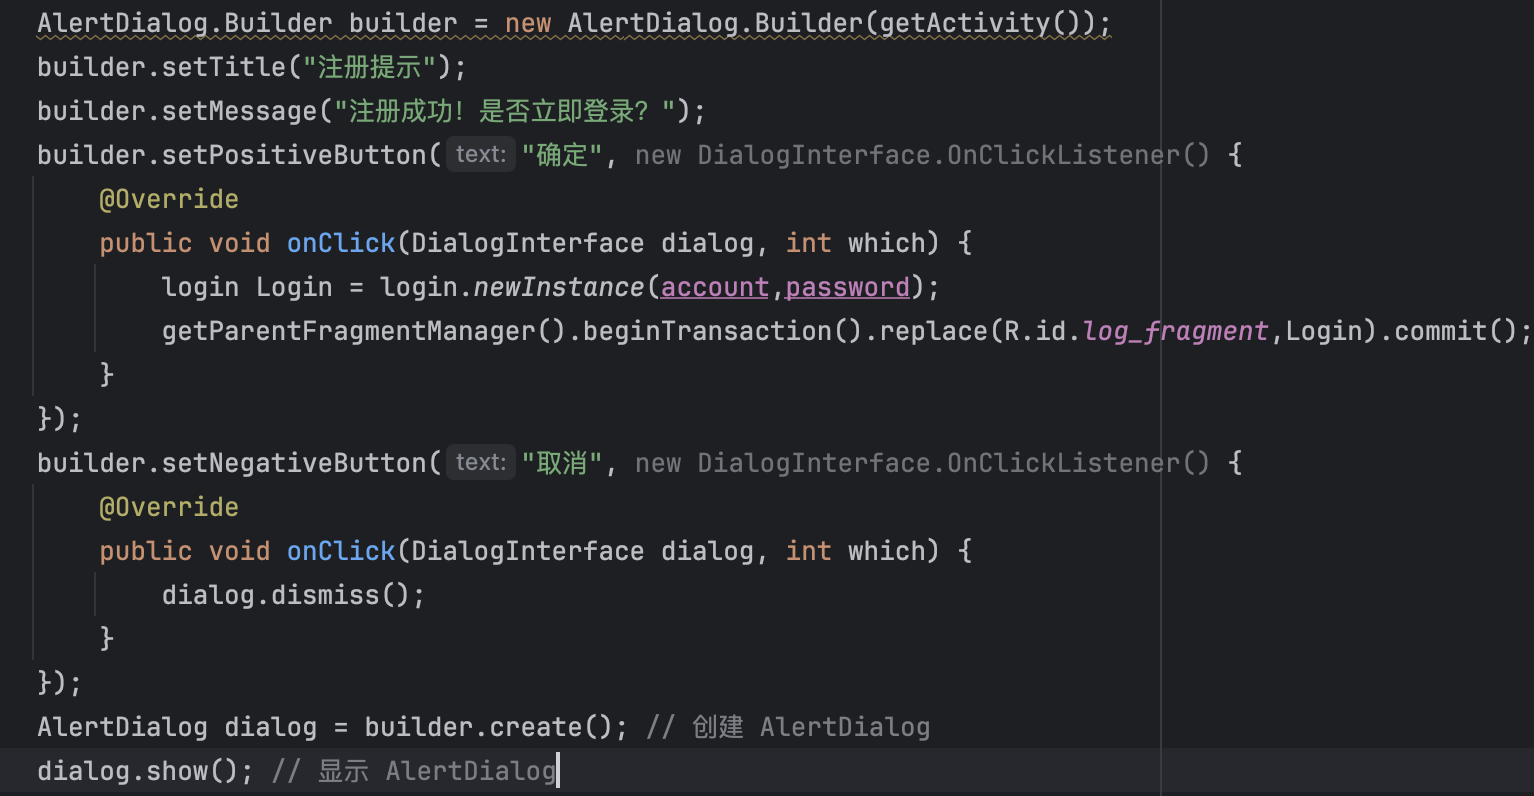 AlertDialog.Builder builder = new AlertDialog.Builder(getActivity());
builder.setTitle("注册提示");
builder.setMessage("注册成功！是否立即登录？");
builder.setPositiveButton( text: "确定", new DialogInterface.OnClickListener() {
@Override
public void onClick(DialogInterface dialog, int which) {
login Login = login.newInstance(account,password);
getParentFragmentManager().beginTransaction().replace(R.id.log_fragment,Login).commit();
}
});
builder.setNegativeButton( text: "取消", new DialogInterface.OnClickListener() {
@Override
public void onClick(DialogInterface dialog, int which) {
dialog.dismiss();
}
});
AlertDialog dialog = builder.create(); // 创建 AlertDialog
dialog.show(); // 显示 AlertDialog